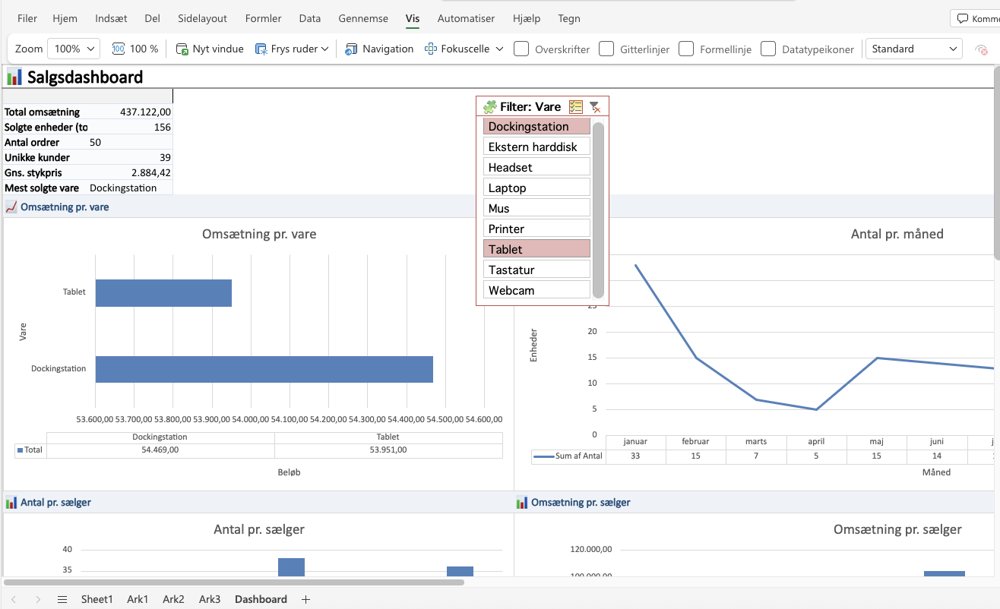 Filer Hjem Indsæt Del Sidelayout Formler Data Gennemse Vis Automatiser Hjælp Tegn
Zoom 100% 100 100 % Nyt vindue Frys ruder Navigation Fokuscelle Overskrifter Gitterlinjer Formellinje Datatypeikoner Standard
Salgsdashboard
Total omsætning 437.122,00
Solgte enheder (to 156
Antal ordrer 50
Unikke kunder 39
Gns. stykpris 2.884,42
Mest solgte vare Dockingstation
Filter: Vare
Dockingstation
Ekstern harddisk
Headset
Laptop
Mus
Printer
Tablet
Tastatur
Webcam
Omsætning pr. vare
Omsætning pr. vare
Vare
Tablet
Dockingstation
53.600,00 53.700,00 53.800,00 53.900,00 54.000,00 54.100,00 54.200,00 54.300,00 54.400,00 54.500,00 54.600,00
Dockingstation Tablet
Total 54.469,00 53.951,00
Beløb
Antal pr. måned
Enheder
25
20
15
10
5
0
januar februar marts april maj juni
Sum af Antal 33 15 7 5 15 14
Måned
Antal pr. sælger
Antal pr. sælger
40
35
Omsætning pr. sælger
Omsætning pr. sælger
120.000,00
100.000,00
Sheet1 Ark1 Ark2 Ark3 Dashboard